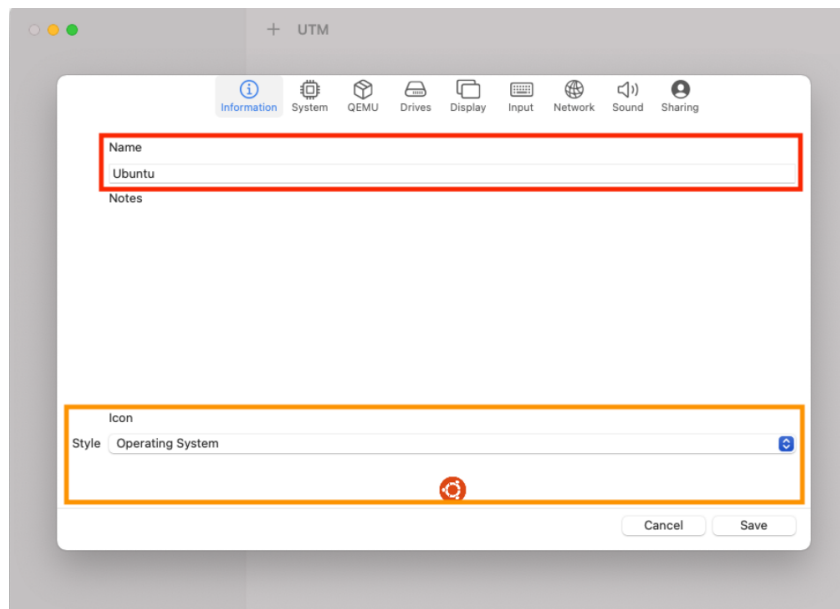 UTM
Information System QEMU Drives Display Input Network Sound Sharing
Name
Ubuntu
Notes
Icon
Style Operating System
Cancel Save